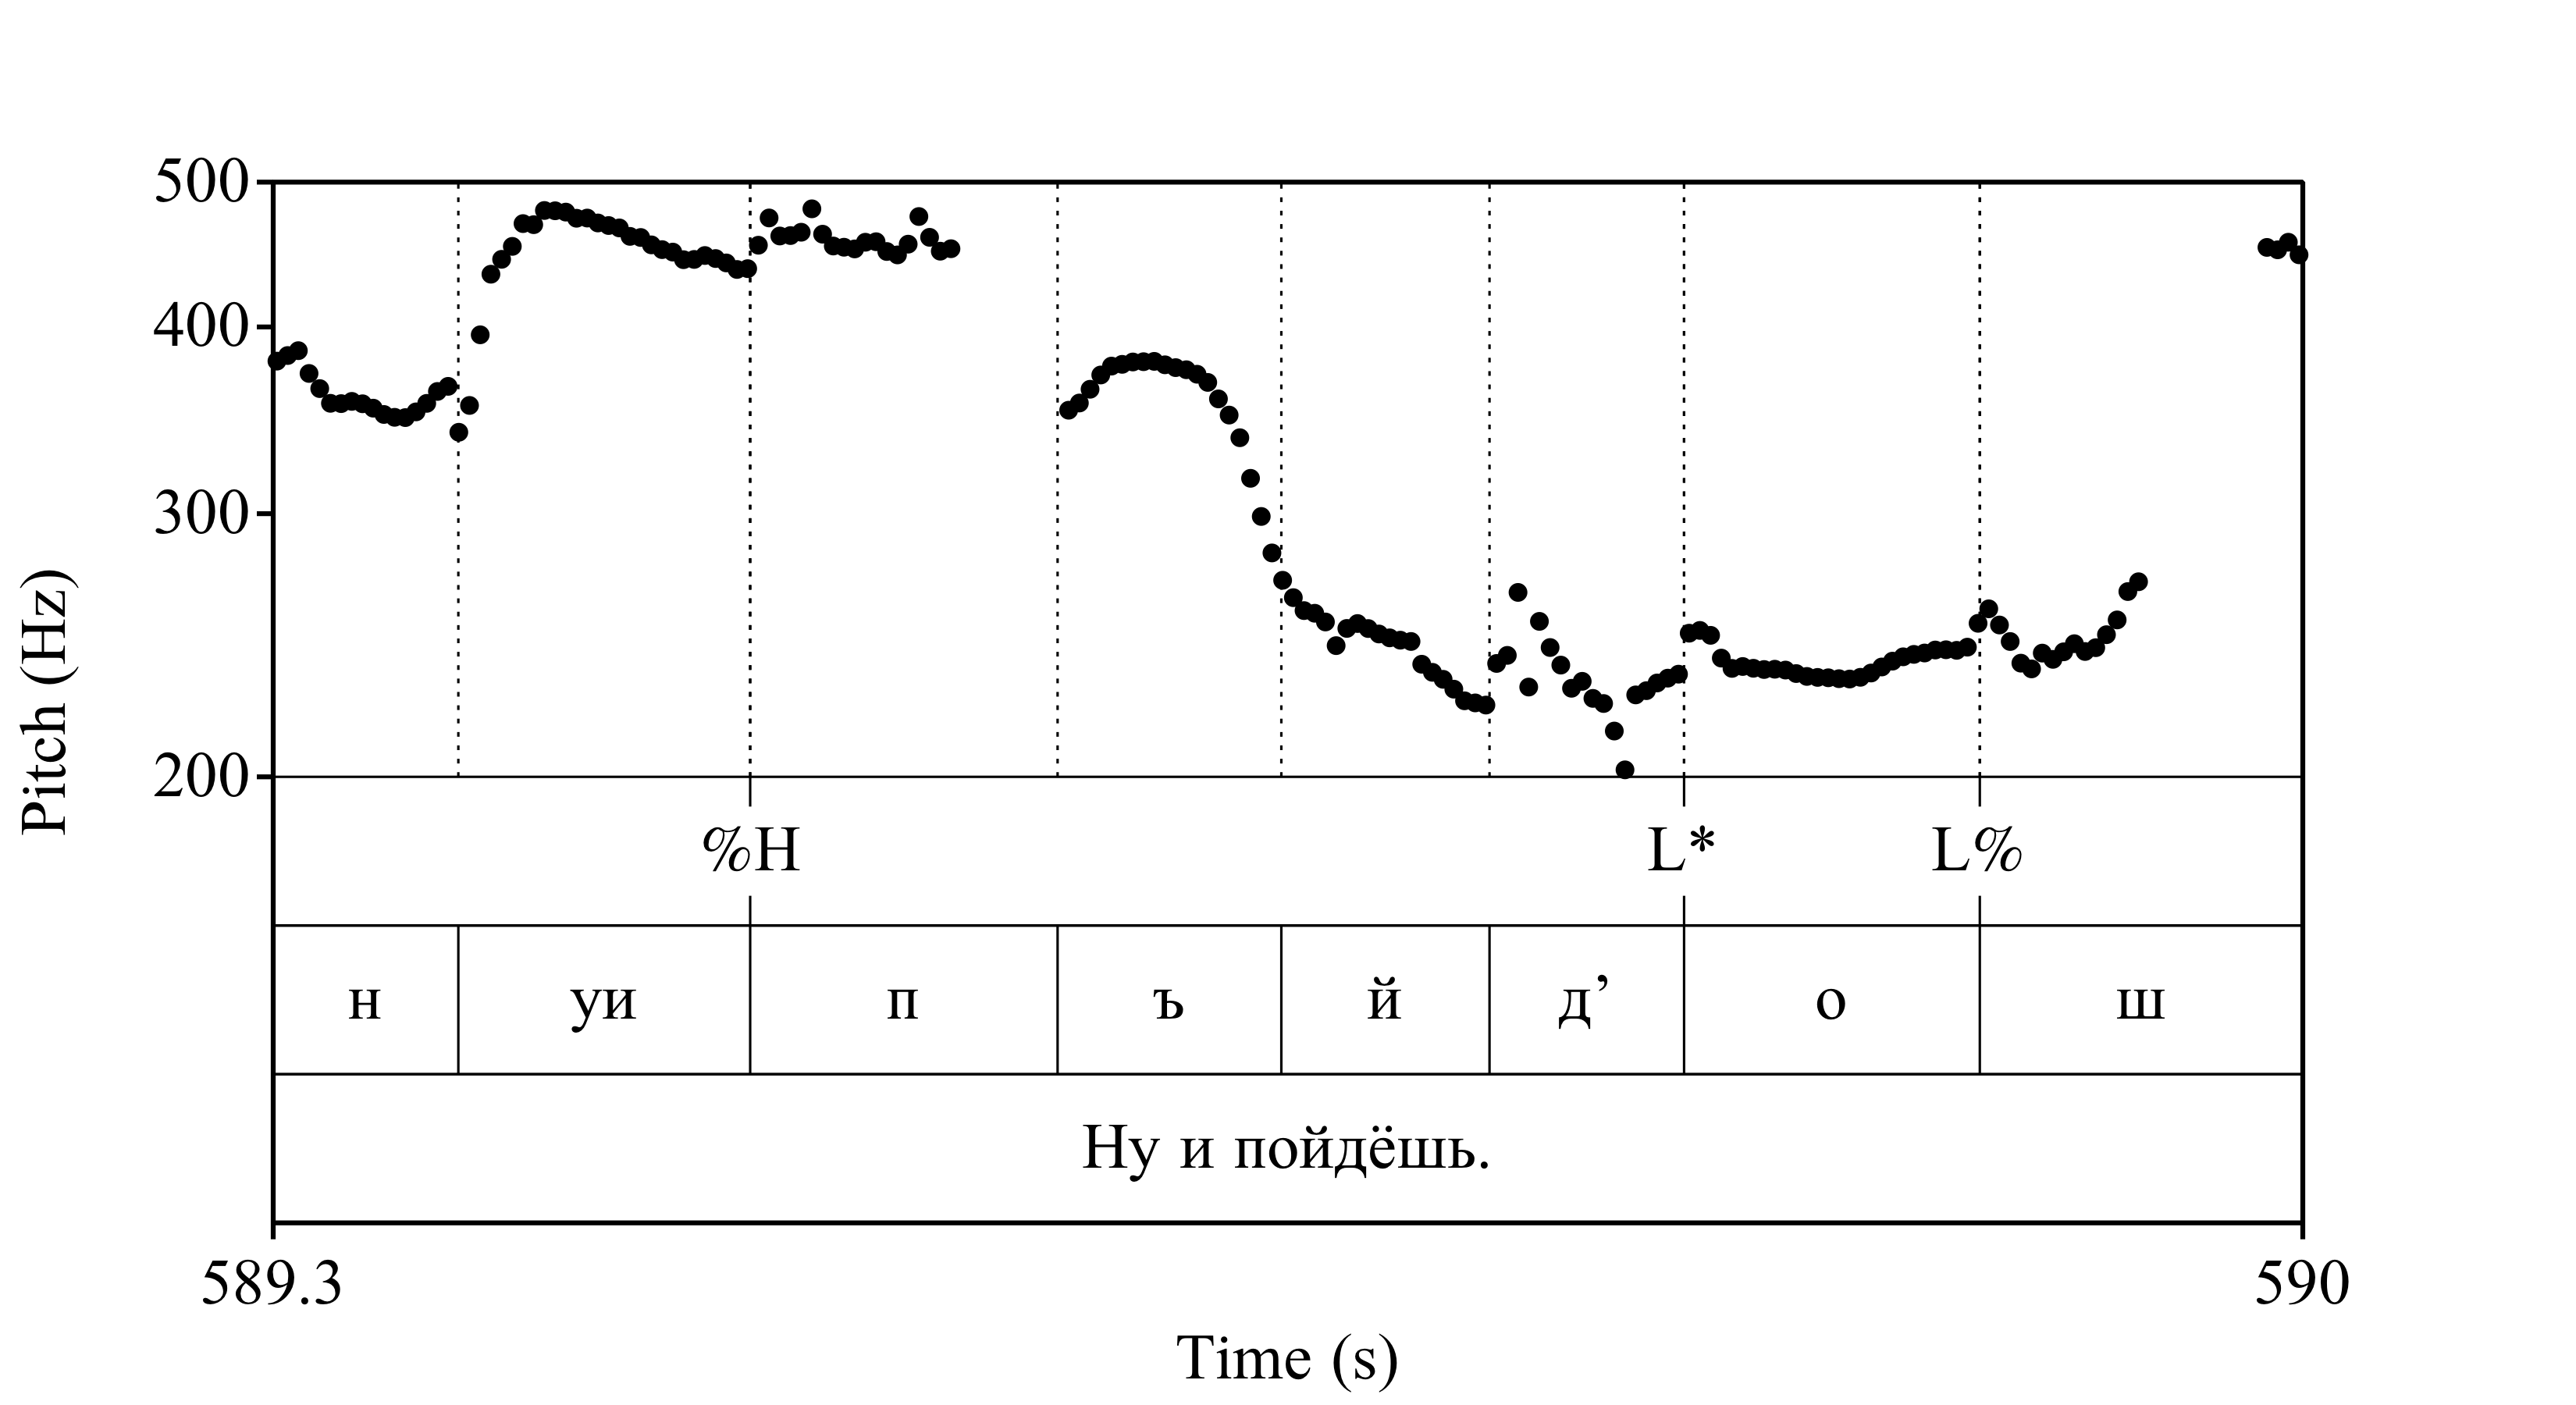 500
400
300
200
Pitch (Hz)
%H L* L%
н уи п ъ й д’ о ш
Ну и пойдёшь.
589.3 590
Time (s)